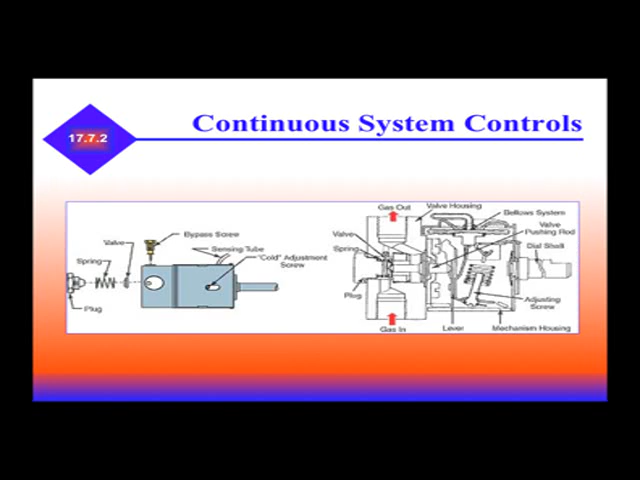 17.7.2
Continuous System Controls
Bypass Screw
Valve
Sensing Tube
Spring
"Cold" Adjustment
Screw
Plug
Gas Out
Valve Housing
Bellows System
Valve
Pushing Rod
Valve
Spring
Dial Shaft
Plug
Adjusting
Screw
Gas In
Lever
Mechanism Housing